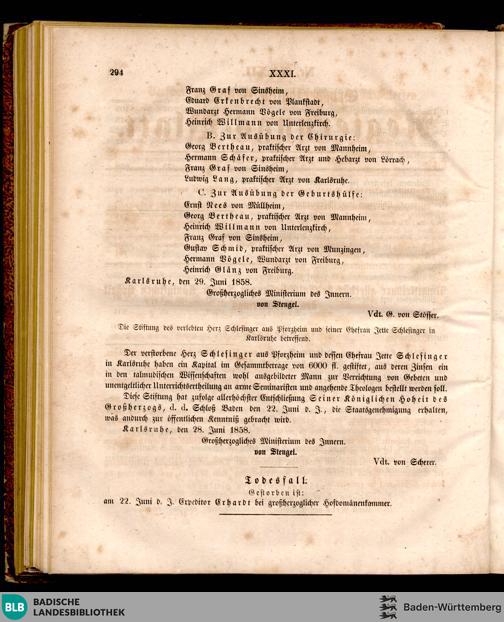 294
XXXI.
Franz Graf von Sinsheim,
Eduard Erkenbrecht von Plankstadt,
Wundarzt Hermann Vögele von Freiburg,
Heinrich Willmann von Unterlenzkirch.
B. Zur Ausübung der Chirurgie:
Georg Bertheau, praktischer Arzt von Mannheim,
Hermann Schäfer, praktischer Arzt und Hebarzt von Lörrach,
Franz Graf von Sinsheim,
Ludwig Lang, praktischer Arzt von Karlsruhe.
C. Zur Ausübung der Geburtshülfe:
Ernst Nees von Müllheim,
Georg Bertheau, praktischer Arzt von Mannheim,
Heinrich Willmann von Unterlenzkirch,
Franz Graf von Sinsheim,
Gustav Schmid, praktischer Arzt von Munzingen,
Hermann Vögele, Wundarzt von Freiburg,
Heinrich Glänz von Freiburg.
Karlsruhe, den 29. Juni 1858.
Großherzogliches Ministerium des Innern.
von Stengel.
Vdt. G. von Stösser.
Die Stiftung des verlebten Herz Schlesinger aus Pforzheim und seiner Ehefrau Jette Schlesinger in
Karlsruhe betreffend.
Der verstorbene Herz Schlesinger aus Pforzheim und dessen Ehefrau Jette Schlesinger
in Karlsruhe haben ein Kapital im Gesammtbetrage von 6000 fl. gestiftet, aus deren Zinsen ein
in den talmudischen Wissenschaften wohl ausgebildeter Mann zur Verrichtung von Gebeten und
unentgeltlicher Unterrichtsertheilung an arme Seminaristen und angehende Theologen bestellt werden soll.
Diese Stiftung hat zufolge allerhöchster Entschließung Seiner Königlichen Hoheit des
Großherzogs, d. d. Schloß Baden den 22. Juni d. J., die Staatsgenehmigung erhalten,
was andurch zur öffentlichen Kenntniß gebracht wird.
Karlsruhe, den 28. Juni 1858.
Großherzogliches Ministerium des Innern.
von Stengel.
Vdt. von Scherer.
Todesfall.
Gestorben ist:
am 22. Juni d. J. Expeditor Erhardt bei großherzoglicher Hofdomänenkammer.
BLB BADISCHE
LANDESBIBLIOTHEK
Baden-Württemberg